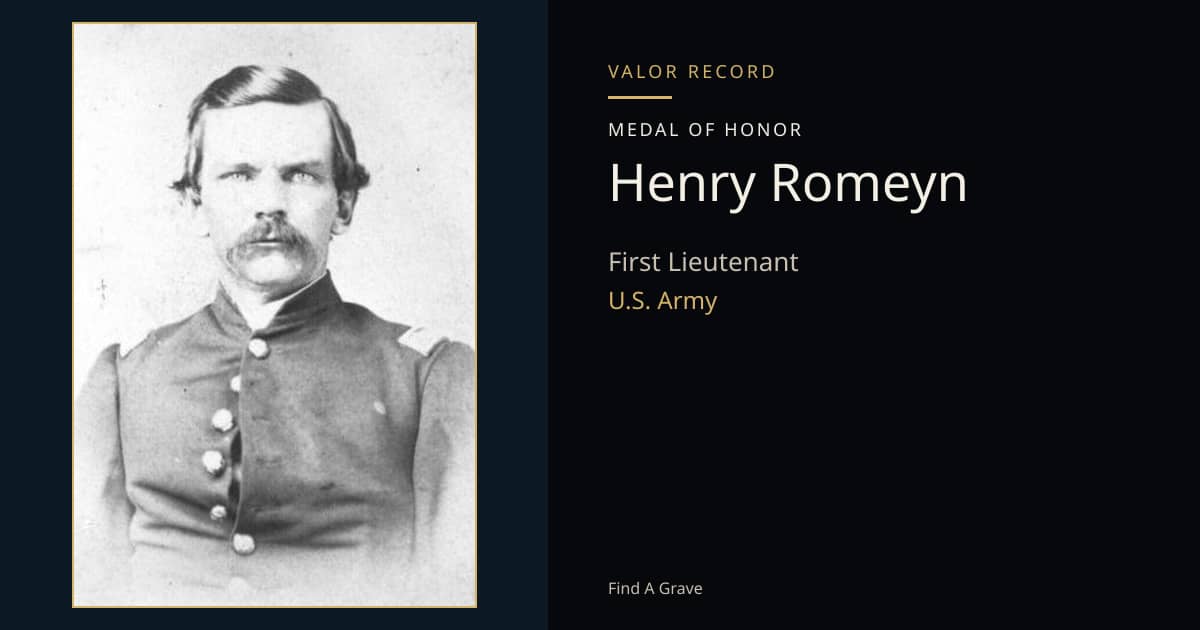 VALOR RECORD
MEDAL OF HONOR
Henry Romeyn
First Lieutenant
U.S. Army
Find A Grave